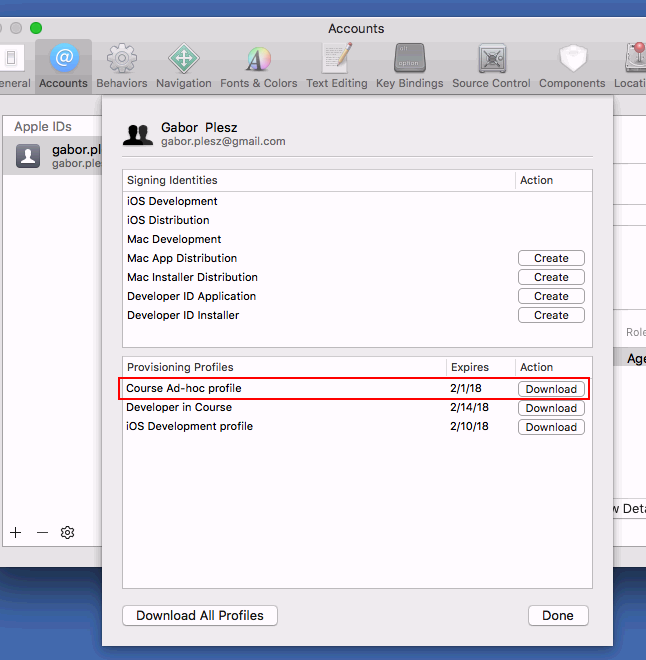 Accounts
eneral Accounts Behaviors Navigation Fonts & Colors Text Editing Key Bindings Source Control Components Locati
Apple IDs
gabor.pl
gabor.ple
Gabor Plesz
gabor.plesz@gmail.com
Signing Identities Action
iOS Development
iOS Distribution
Mac Development
Mac App Distribution Create
Mac Installer Distribution Create
Developer ID Application Create
Developer ID Installer Create
Role
Age
Provisioning Profiles Expires Action
Course Ad-hoc profile 2/1/18 Download
Developer in Course 2/14/18 Download
iOS Development profile 2/10/18 Download
w Deta
Download All Profiles Done